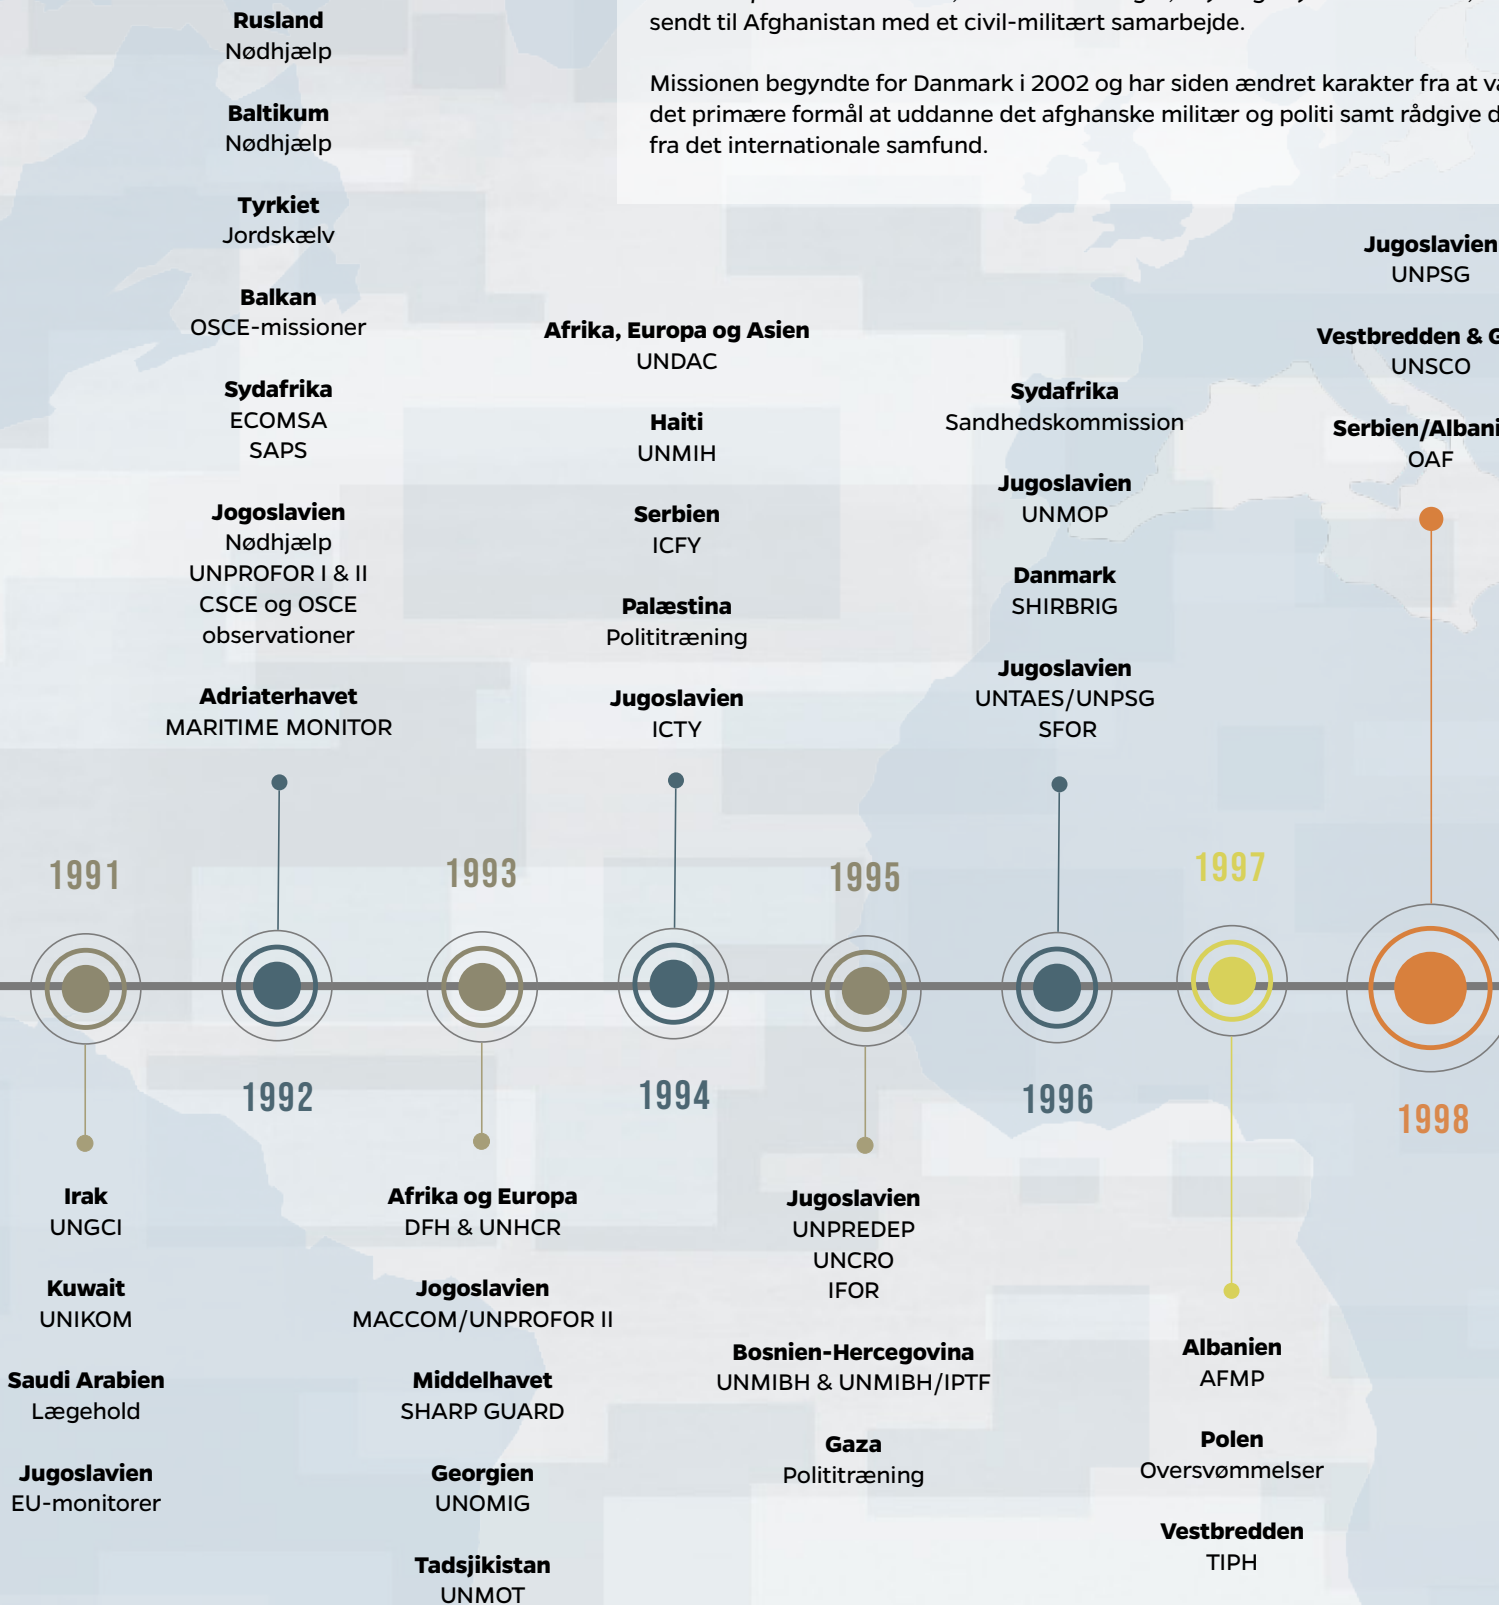 sendt til Afghanistan med et civil-militært samarbejde.
Missionen begyndte for Danmark i 2002 og har siden ændret karakter fra at
det primære formål at uddanne det afghanske militær og politi samt rådgive
fra det internationale samfund.
Rusland
Nødhjælp
Baltikum
Nødhjælp
Tyrkiet
Jordskælv
Balkan
OSCE-missioner
Sydafrika
ECOMSA
SAPS
Jogoslavien
Nødhjælp
UNPROFOR I & II
CSCE og OSCE
observationer
Adriaterhavet
MARITIME MONITOR
Afrika, Europa og Asien
UNDAC
Haiti
UNMIH
Serbien
ICFY
Palæstina
Polititræning
Jugoslavien
ICTY
Sydafrika
Sandhedskommission
Jugoslavien
UNMOP
Danmark
SHIRBRIG
Jugoslavien
UNTAES/UNPSG
SFOR
Jugoslavien
UNPSG
Vestbredden &
UNSCO
Serbien/Albani
OAF
1991
1992
1993
1994
1995
1996
1997
1998
Irak
UNGCI
Kuwait
UNIKOM
Saudi Arabien
Lægehold
Jugoslavien
EU-monitorer
Afrika og Europa
DFH & UNHCR
Jogoslavien
MACCOM/UNPROFOR II
Middelhavet
SHARP GUARD
Georgien
UNOMIG
Tadsjikistan
UNMOT
Jugoslavien
UNPREDEP
UNCRO
IFOR
Bosnien-Hercegovina
UNMIBH & UNMIBH/IPTF
Gaza
Polititræning
Albanien
AFMP
Polen
Oversvømmelser
Vestbredden
TIPH